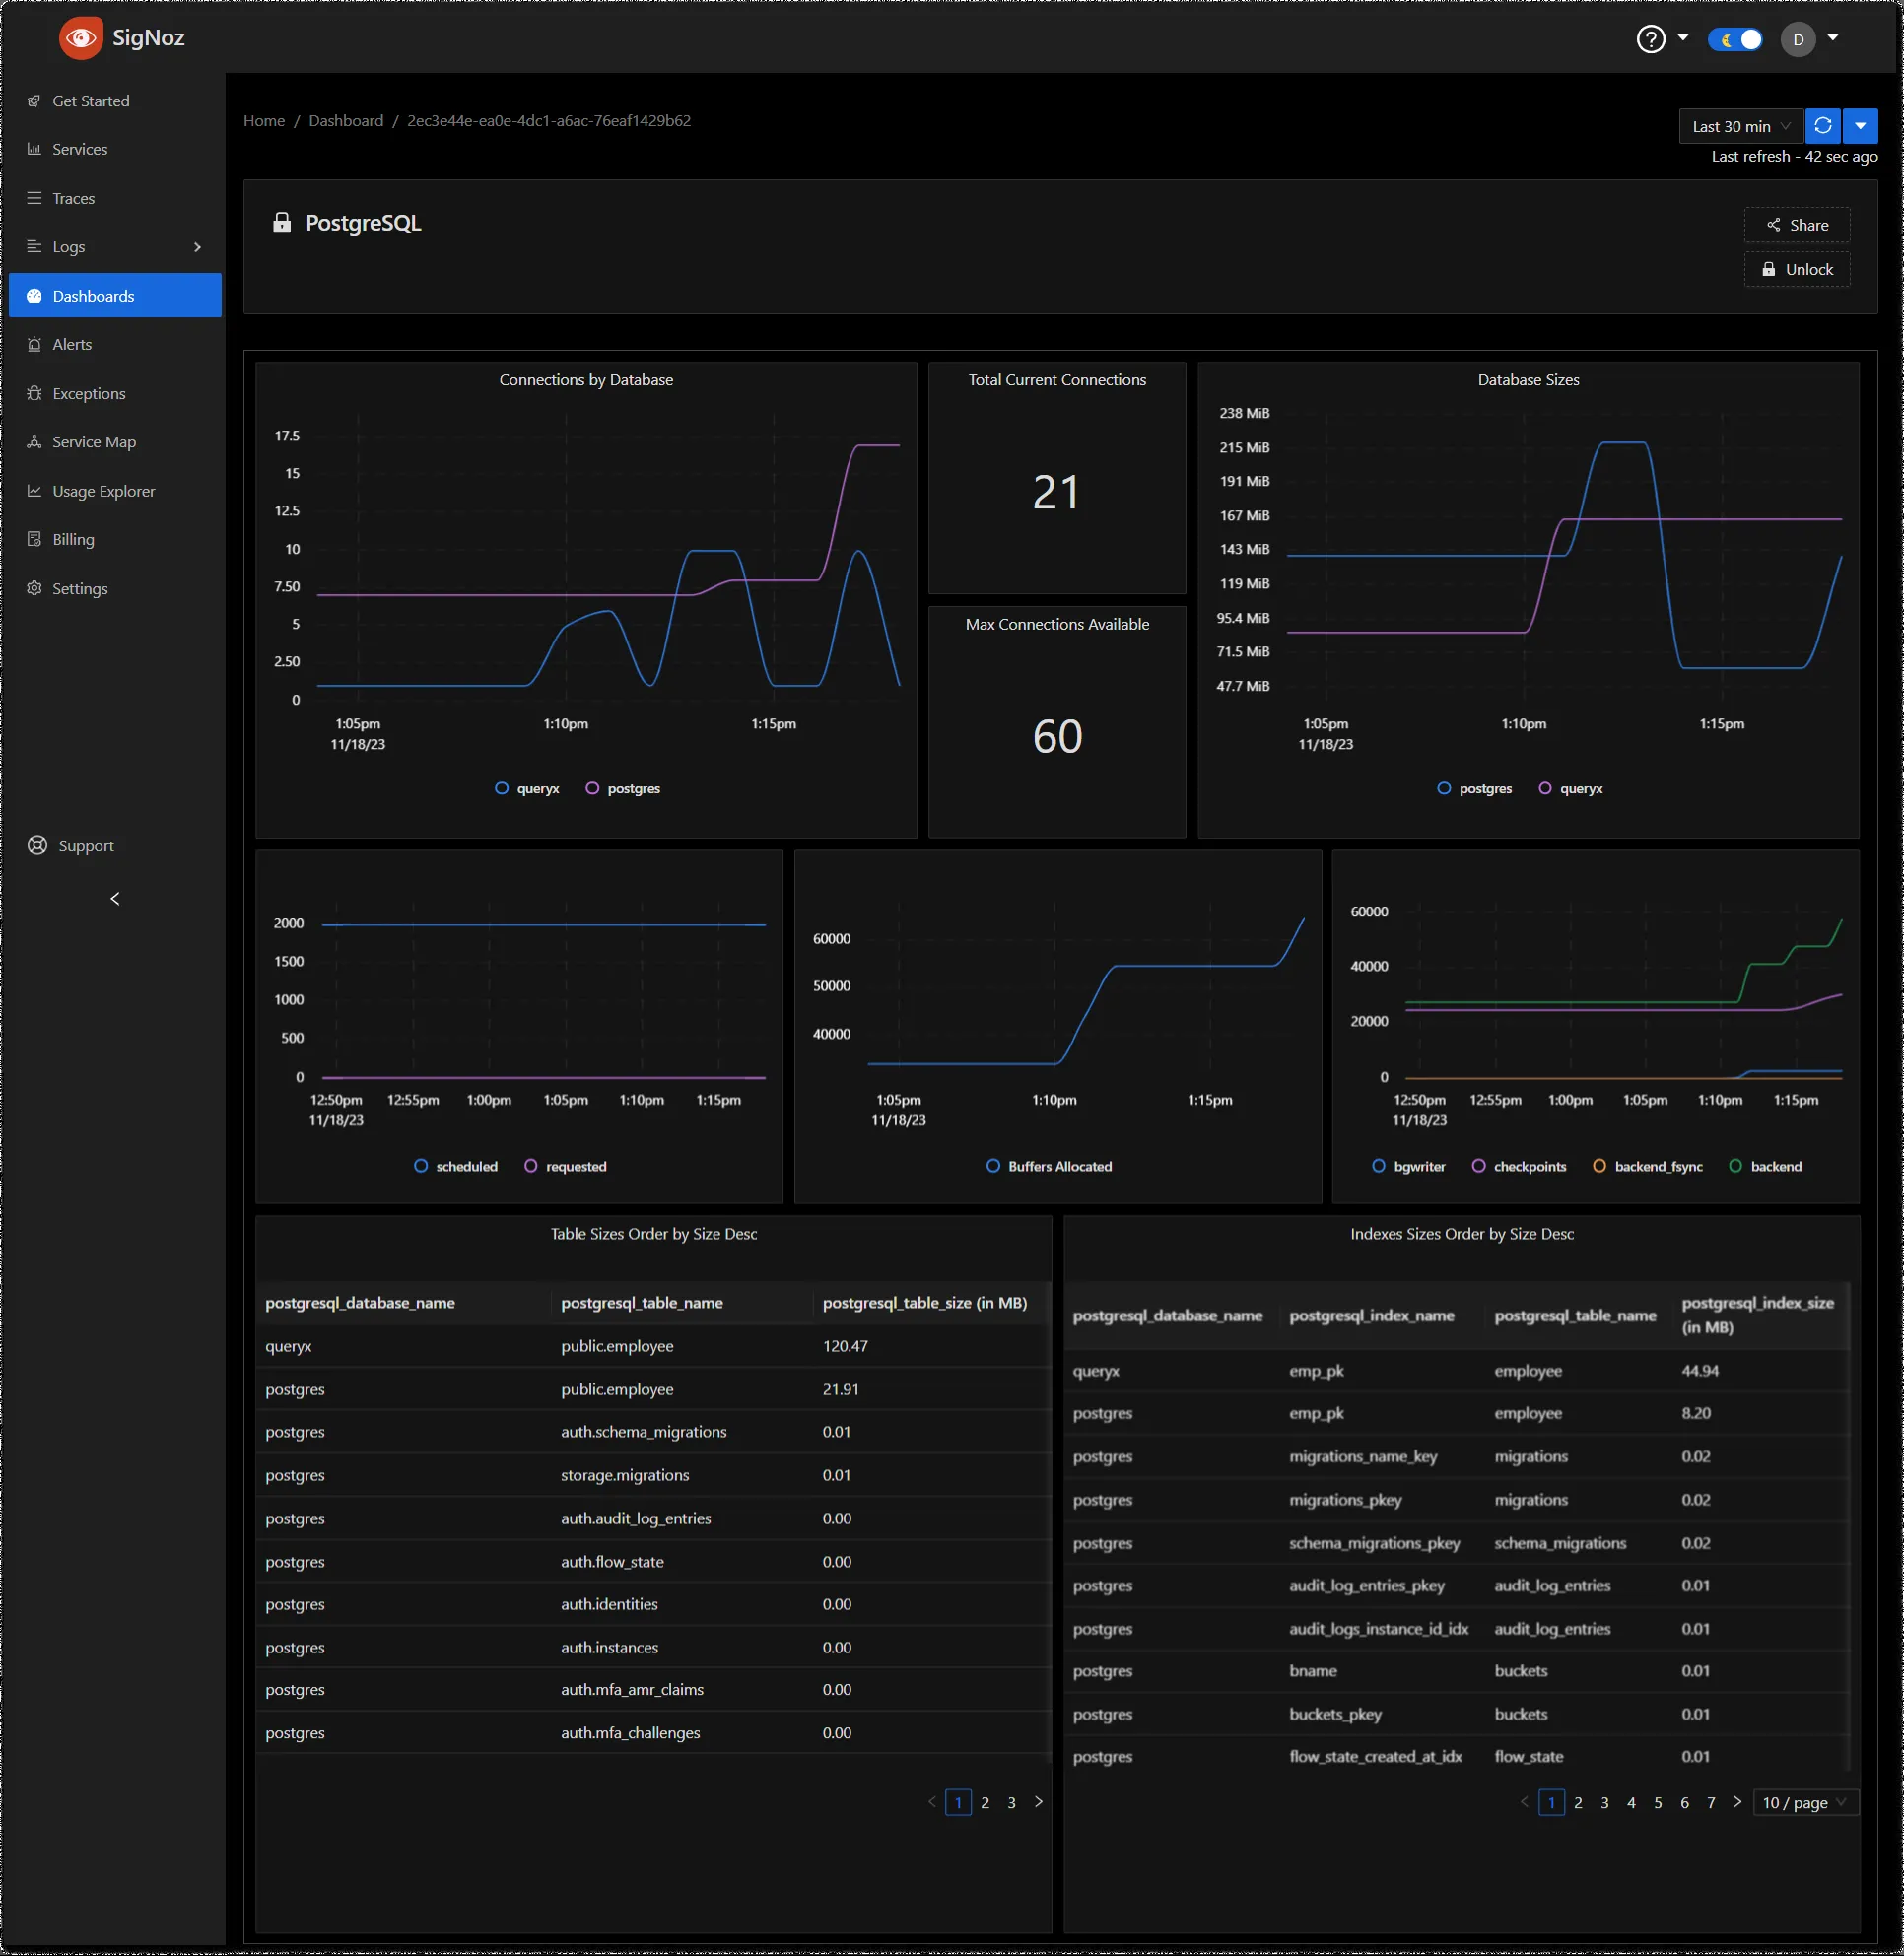 SigNoz
D
Get Started
Services
Traces
Logs
Dashboards
Alerts
Exceptions
Service Map
Usage Explorer
Billing
Settings
Support
Home / Dashboard / 2ec3e44e-ea0e-4dc1-a6ac-76eaf1429b62
Last 30 min
Last refresh - 42 sec ago
PostgreSQL
Share
Unlock
Connections by Database
17.5
15
12.5
10
7.50
5
2.50
0
1:05pm 1:10pm 1:15pm
11/18/23
queryx postgres
Total Current Connections
21
Max Connections Available
60
Database Sizes
238 MiB
215 MiB
191 MiB
167 MiB
143 MiB
119 MiB
95.4 MiB
71.5 MiB
47.7 MiB
1:05pm 1:10pm 1:15pm
11/18/23
postgres queryx
2000
1500
1000
500
0
12:50pm 12:55pm 1:00pm 1:05pm 1:10pm 1:15pm
11/18/23
scheduled requested
60000
50000
40000
1:05pm 1:10pm 1:15pm
11/18/23
Buffers Allocated
60000
40000
20000
0
12:50pm 12:55pm 1:00pm 1:05pm 1:10pm 1:15pm
11/18/23
bgwriter checkpoints backend_fsync backend
Table Sizes Order by Size Desc
postgresql_database_name postgresql_table_name postgresql_table_size (in MB)
queryx public.employee 120.47
postgres public.employee 21.91
postgres auth.schema_migrations 0.01
postgres storage.migrations 0.01
postgres auth.audit_log_entries 0.00
postgres auth.flow_state 0.00
postgres auth.identities 0.00
postgres auth.instances 0.00
postgres auth.mfa_amr_claims 0.00
postgres auth.mfa_challenges 0.00
< 1 2 3 >
Indexes Sizes Order by Size Desc
postgresql_database_name postgresql_index_name postgresql_table_name postgresql_index_size
(in MB)
queryx emp_pk employee 44.94
postgres emp_pk employee 8.20
postgres migrations_name_key migrations 0.02
postgres migrations_pkey migrations 0.02
postgres schema_migrations_pkey schema_migrations 0.02
postgres audit_log_entries_pkey audit_log_entries 0.01
postgres audit_logs_instance_id_idx audit_log_entries 0.01
postgres bname buckets 0.01
postgres buckets_pkey buckets 0.01
postgres flow_state_created_at_idx flow_state 0.01
< 1 2 3 4 5 6 7 > 10 / page